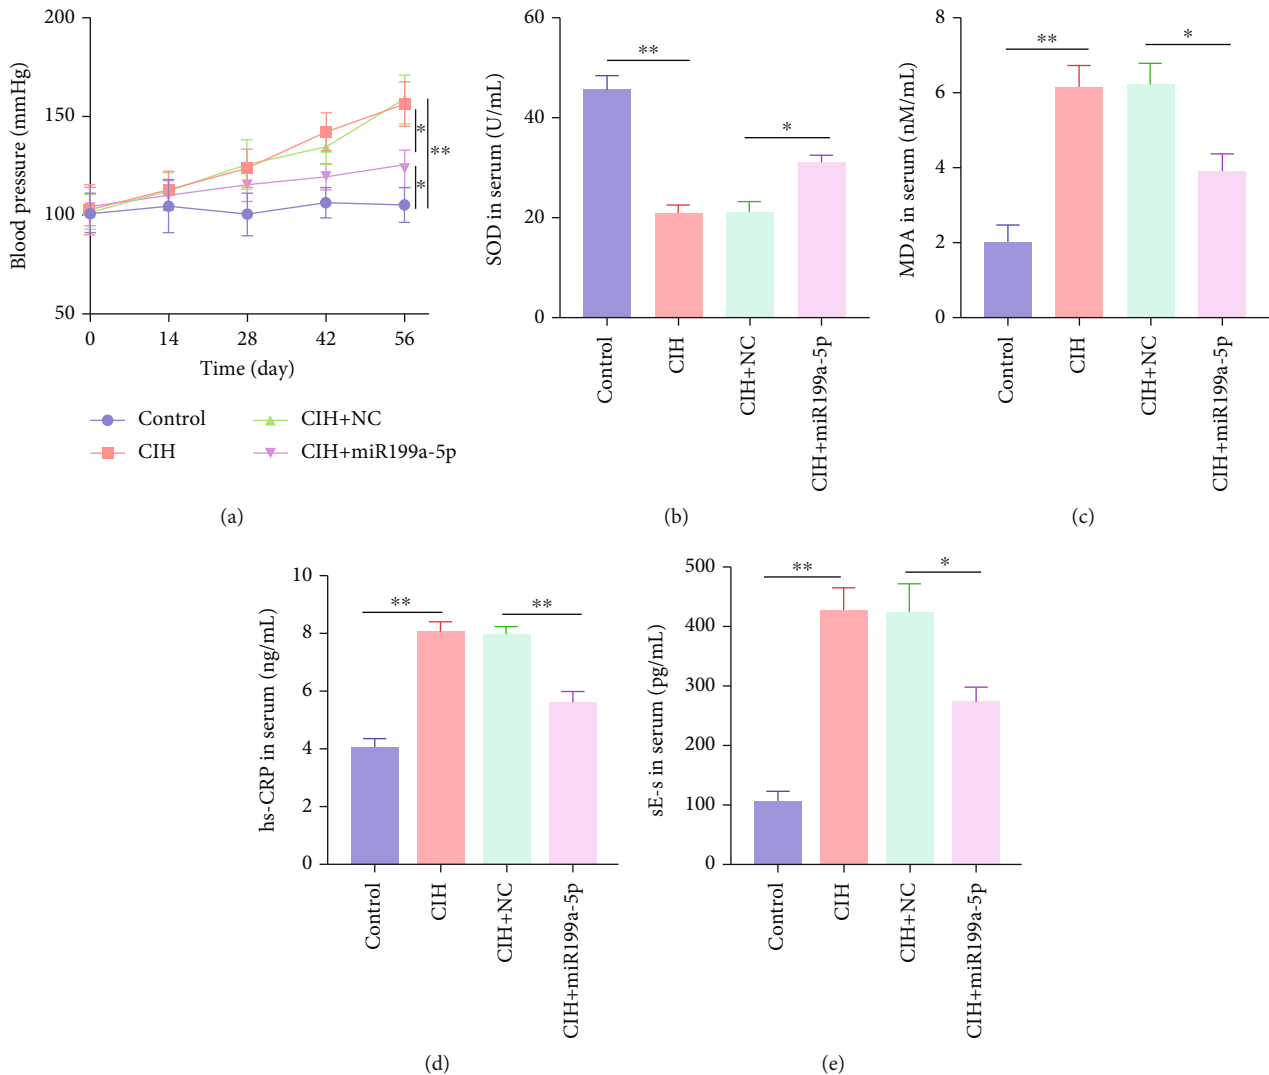 200
150
100
50
Blood pressure (mmHg)
0 14 28 42 56
Time (day)
*
**
*
Control
CIH
CIH+NC
CIH+miR199a-5p
(a)
60
40
20
0
SOD in serum (U/mL)
**
*
Control
CIH
CIH+NC
CIH+miR199a-5p
(b)
8
6
4
2
0
MDA in serum (nM/mL)
**
*
Control
CIH
CIH+NC
CIH+miR199a-5p
(c)
10
8
6
4
2
0
hs-CRP in serum (ng/mL)
**
**
Control
CIH
CIH+NC
CIH+miR199a-5p
(d)
500
400
300
200
100
0
sE-s in serum (pg/mL)
**
*
Control
CIH
CIH+NC
CIH+miR199a-5p
(e)